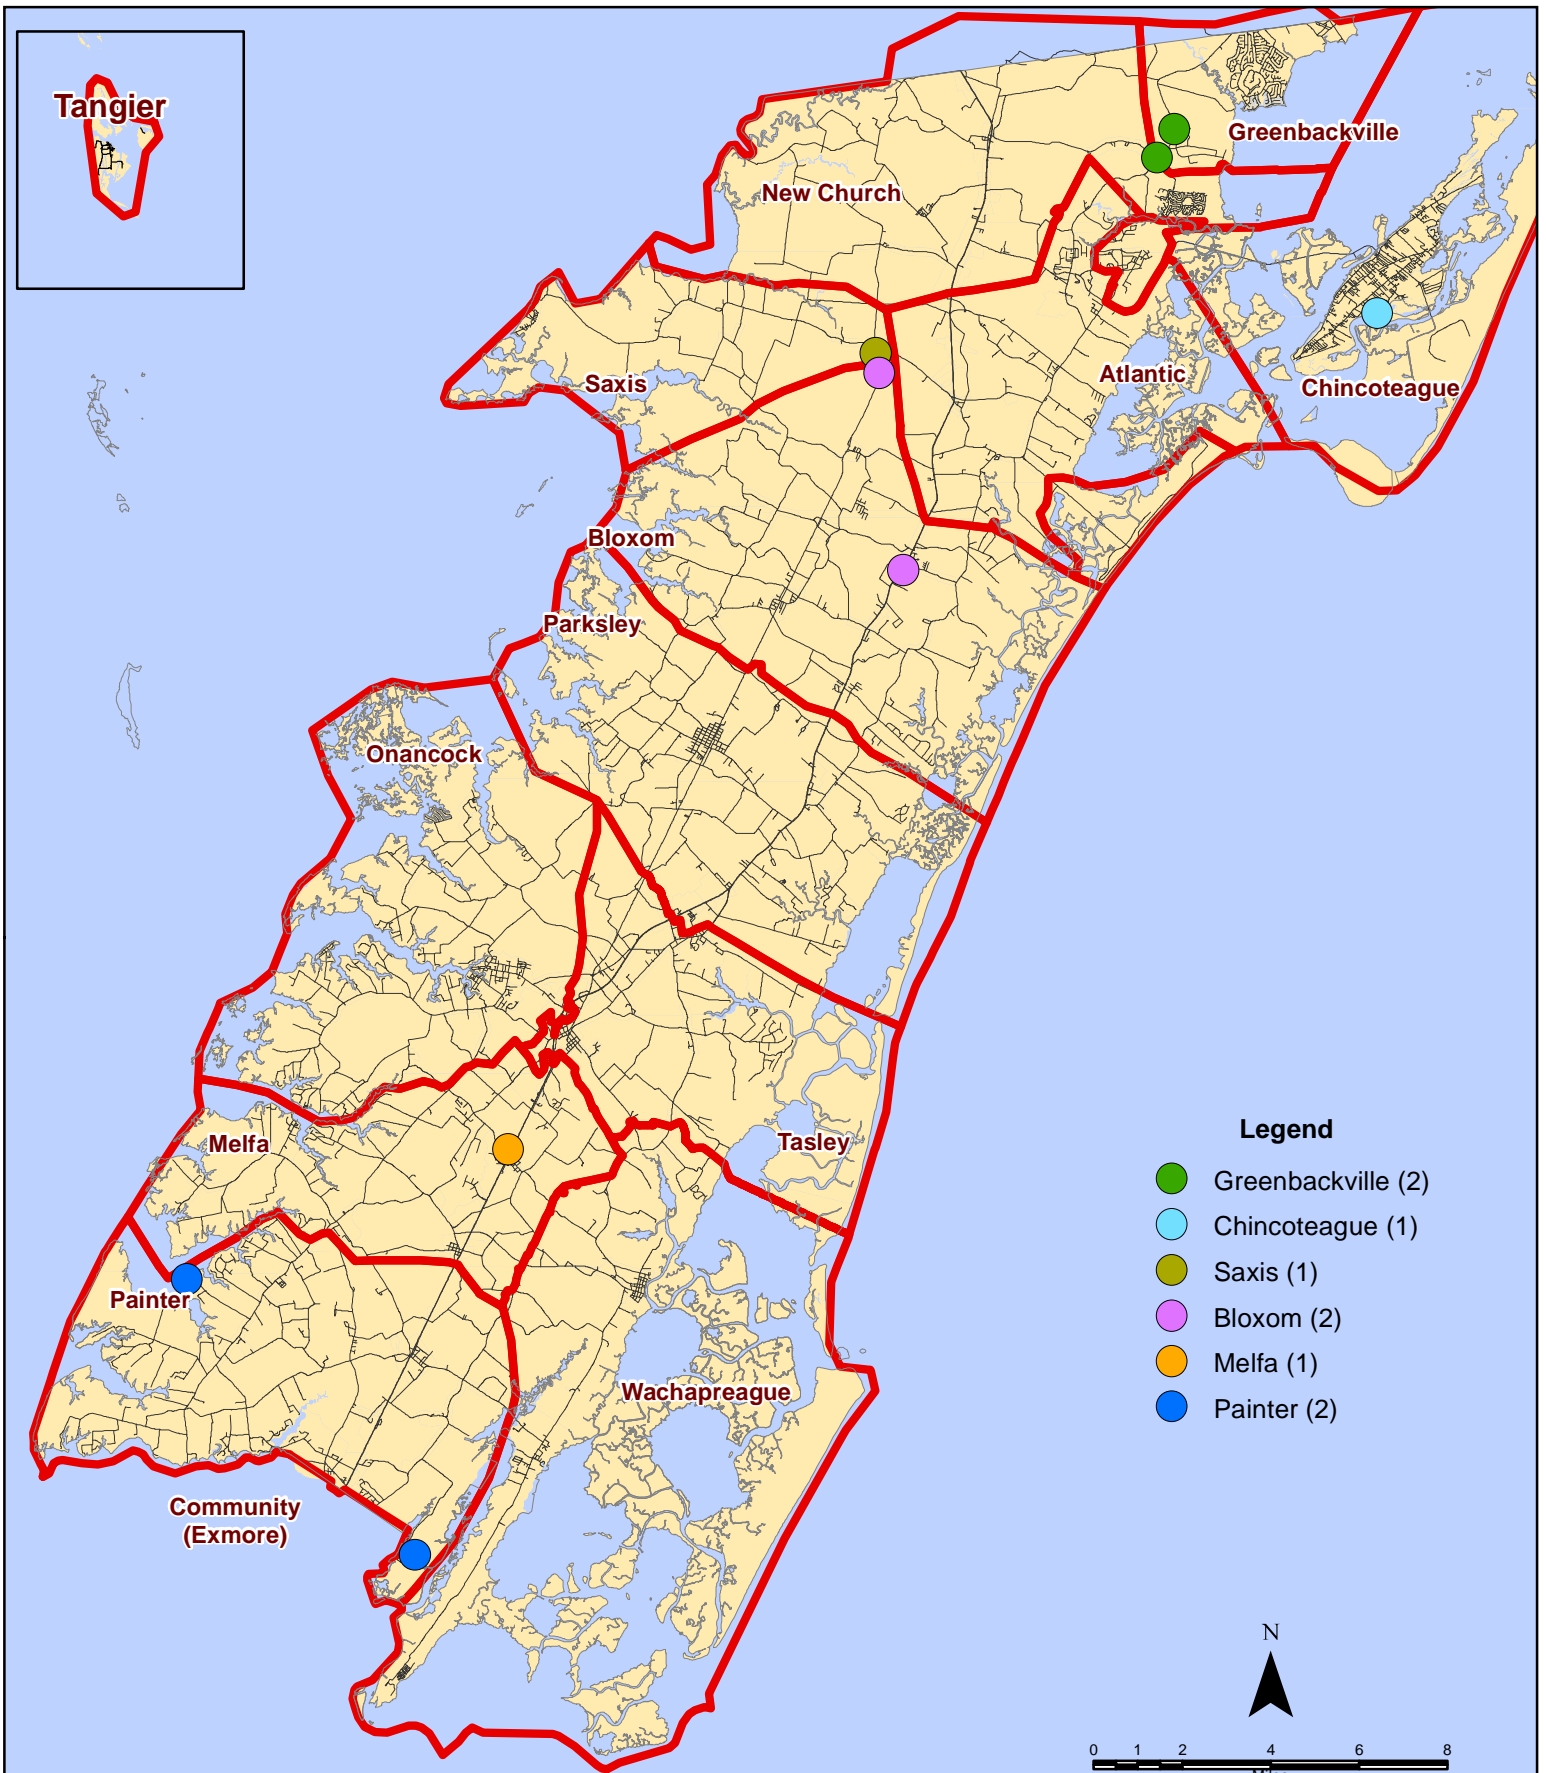 Tangier
Greenbackville
New Church
Saxis
Atlantic
Chincoteague
Bloxom
Parksley
Onancock
Melfa
Tasley
Painter
Wachapreague
Community
(Exmore)
Legend
Greenbackville (2)
Chincoteague (1)
Saxis (1)
Bloxom (2)
Melfa (1)
Painter (2)
N
0 1 2 4 6 8